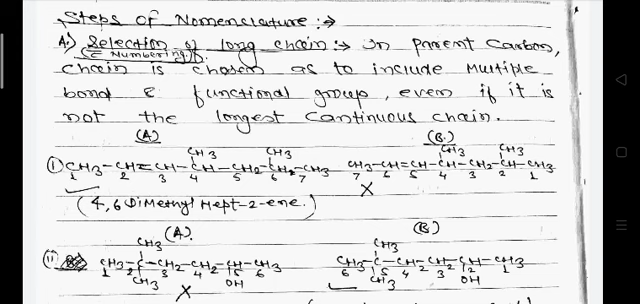 Steps of Nomenclature :→
A.) Selection of long chain :→ In parent Carbon,
(C Numbering).
chain is chosen as to include Multiple
bond & functional group, even if it is
not the longest Continuous chain.
(A) (B.)
CH3 CH3 CH3 CH3
(i) CH3-CH=CH-CH-CH2-CH2-CH3 CH3-CH=CH-CH-CH2-CH-CH3
1 2 3 4 5 6 7 7 6 5 4 3 2 1
✓ X
(4,6 DiMethyl Hept-2-ene.)
(A) (B)
CH3 CH3
(ii) CH3-C-CH2-CH2-CH-CH3 CH3-C-CH2-CH2-CH-CH3
1 2 3 4 5 6 6 5 4 3 2 1
CH3 OH CH3 OH
X ✓